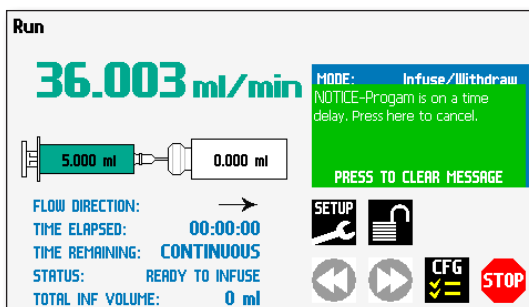 Run
36.003 ml/min
MODE: Infuse/Withdraw
NOTICE-Progam is on a time
delay. Press here to cancel.
PRESS TO CLEAR MESSAGE
5.000 ml
0.000 ml
FLOW DIRECTION:
TIME ELAPSED: 00:00:00
TIME REMAINING: CONTINUOUS
STATUS: READY TO INFUSE
TOTAL INF VOLUME: 0 ml
SETUP
CFG
STOP